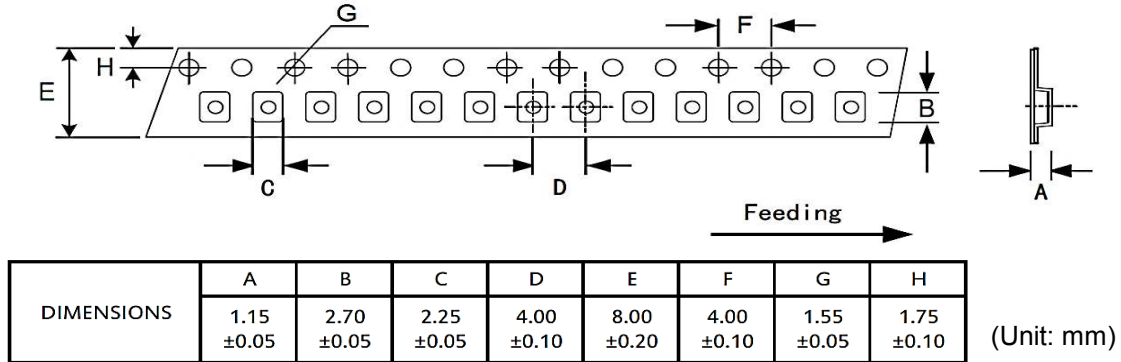 G
F
H
E
B
C
D
A
Feeding
DIMENSIONS A B C D E F G H
1.15 2.70 2.25 4.00 8.00 4.00 1.55 1.75
±0.05 ±0.05 ±0.05 ±0.10 ±0.20 ±0.10 ±0.05 ±0.10
(Unit: mm)